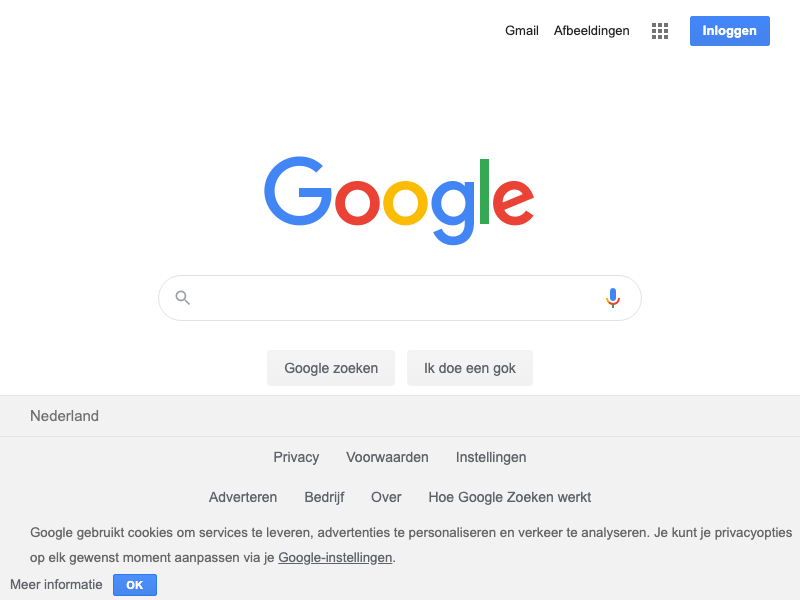 Gmail Afbeeldingen Inloggen
Google
Google zoeken Ik doe een gok
Nederland
Privacy Voorwaarden Instellingen
Adverteren Bedrijf Over Hoe Google Zoeken werkt
Google gebruikt cookies om services te leveren, advertenties te personaliseren en verkeer te analyseren. Je kunt je privacyopties
op elk gewenst moment aanpassen via je Google-instellingen.
Meer informatie OK